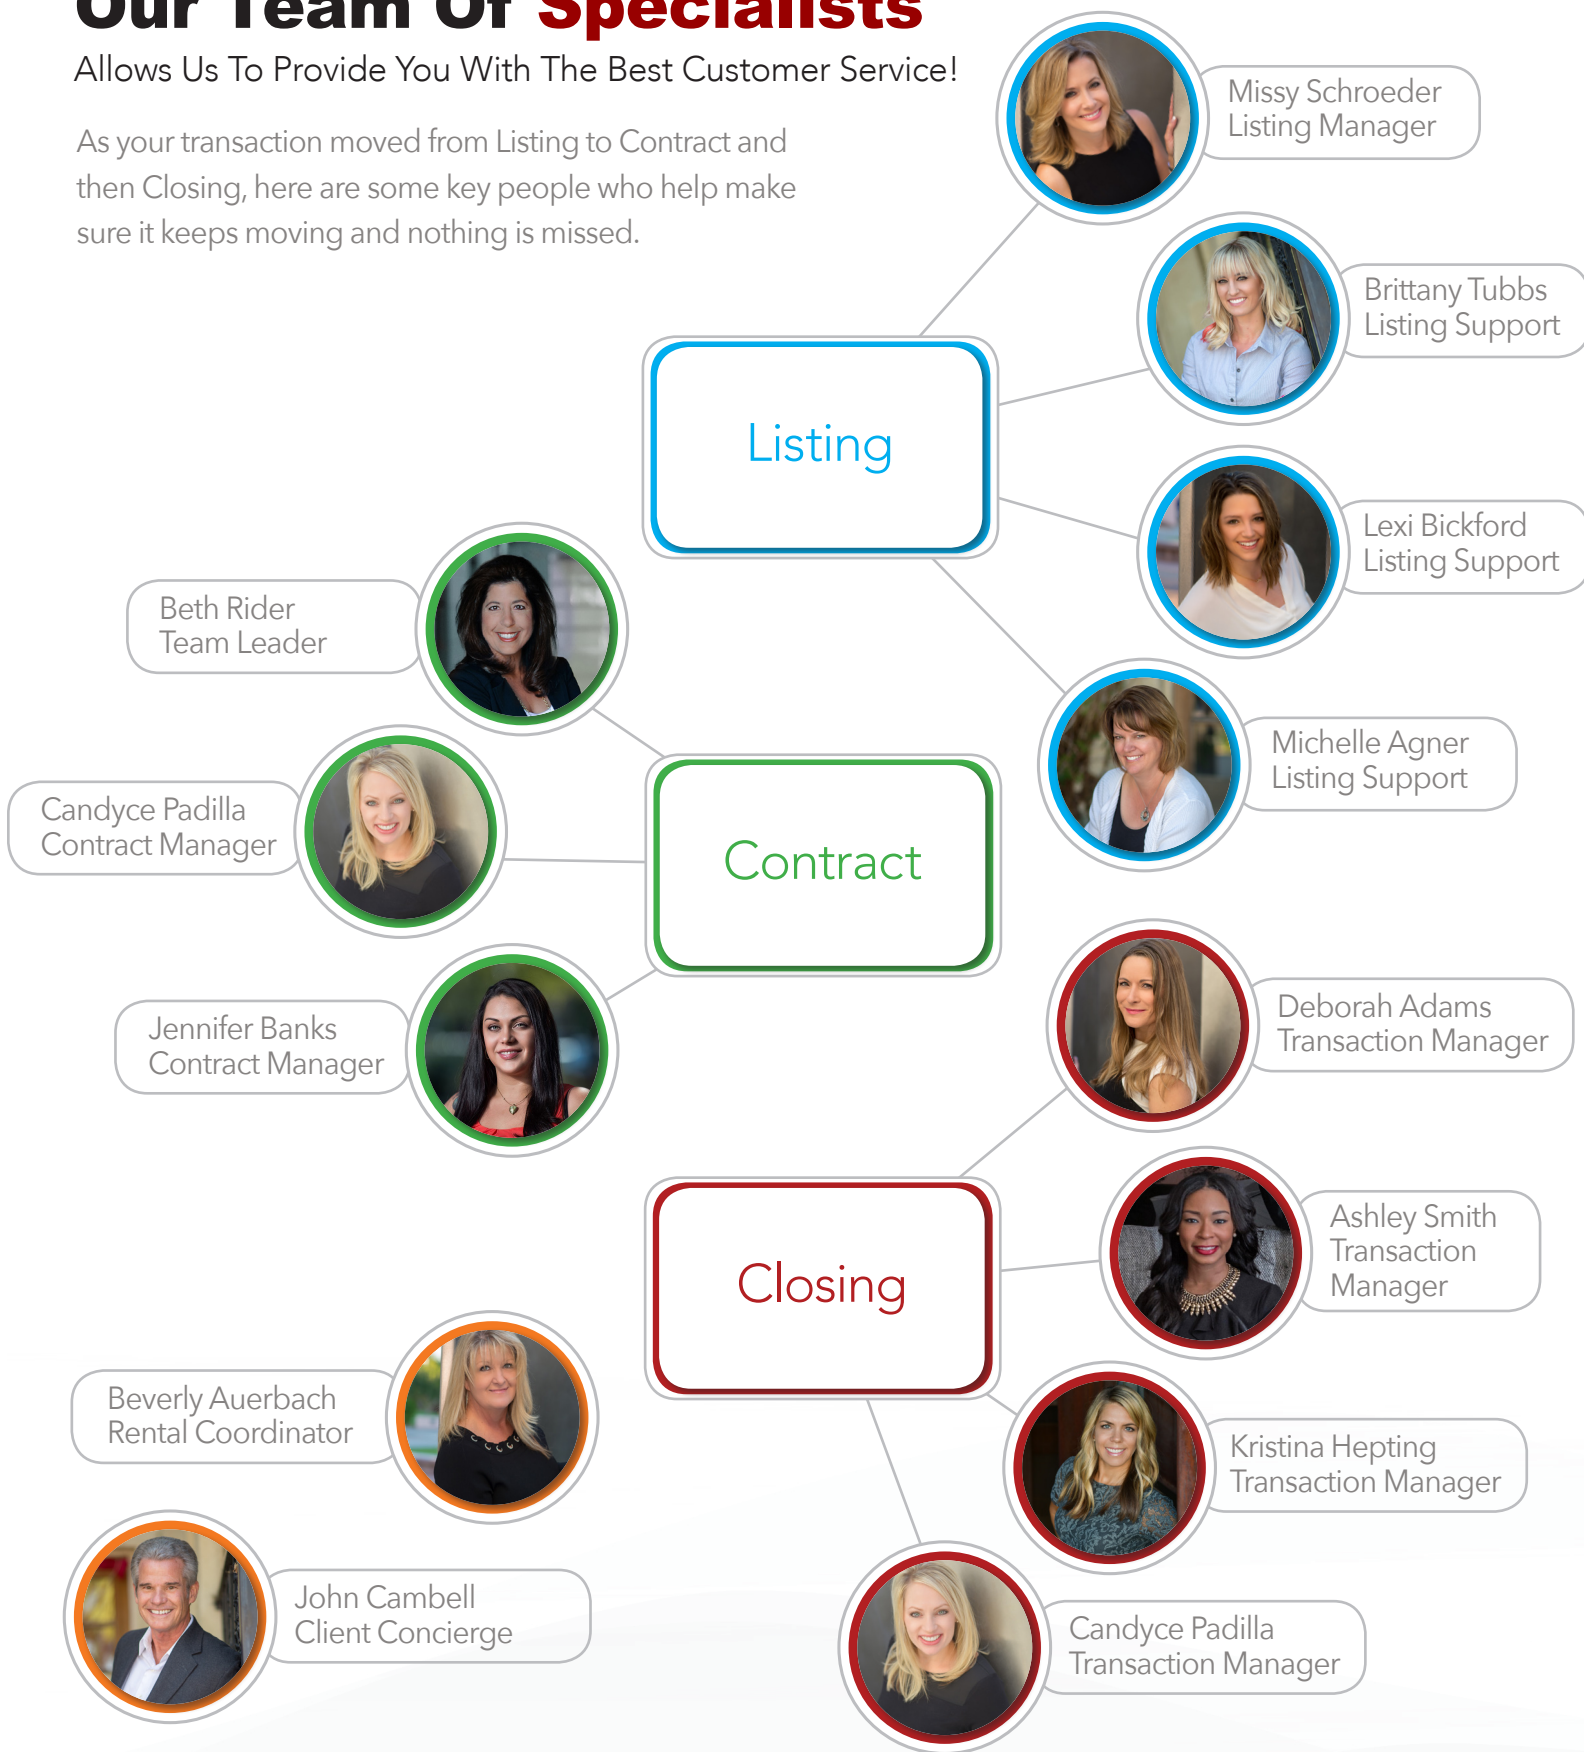 Our Team Of Specialists
Allows Us To Provide You With The Best Customer Service!
As your transaction moved from Listing to Contract and
then Closing, here are some key people who help make
sure it keeps moving and nothing is missed.
Missy Schroeder
Listing Manager
Brittany Tubbs
Listing Support
Listing
Lexi Bickford
Listing Support
Beth Rider
Team Leader
Michelle Agner
Listing Support
Candyce Padilla
Contract Manager
Contract
Jennifer Banks
Contract Manager
Deborah Adams
Transaction Manager
Ashley Smith
Transaction
Manager
Closing
Beverly Auerbach
Rental Coordinator
Kristina Hepting
Transaction Manager
John Cambell
Client Concierge
Candyce Padilla
Transaction Manager